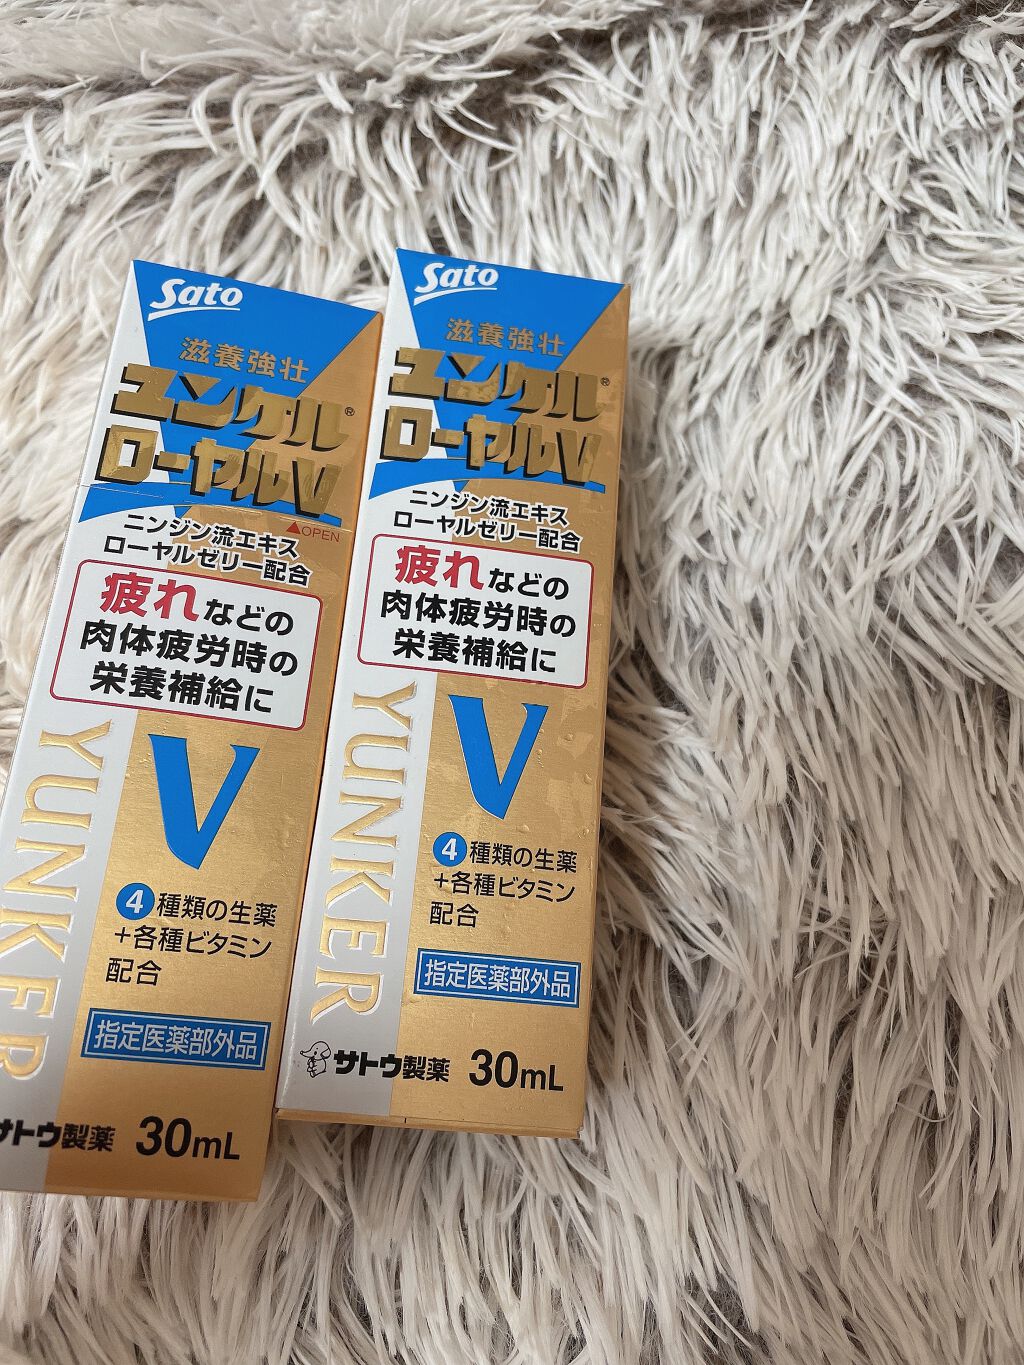 Sato
滋養強壮
ユンケル®
ローヤルV
▲OPEN
ニンジン流エキス
ローヤルゼリー配合
疲れなどの
肉体疲労時の
栄養補給に
YUNKER
V
4種類の生薬
+各種ビタミン
配合
指定医薬部外品
サトウ製薬 30mL
Sato
滋養強壮
ユンケル®
ローヤルV
ニンジン流エキス
ローヤルゼリー配合
疲れなどの
肉体疲労時の
栄養補給に
YUNKER
V
4種類の生薬
+各種ビタミン
配合
指定医薬部外品
サトウ製薬 30mL